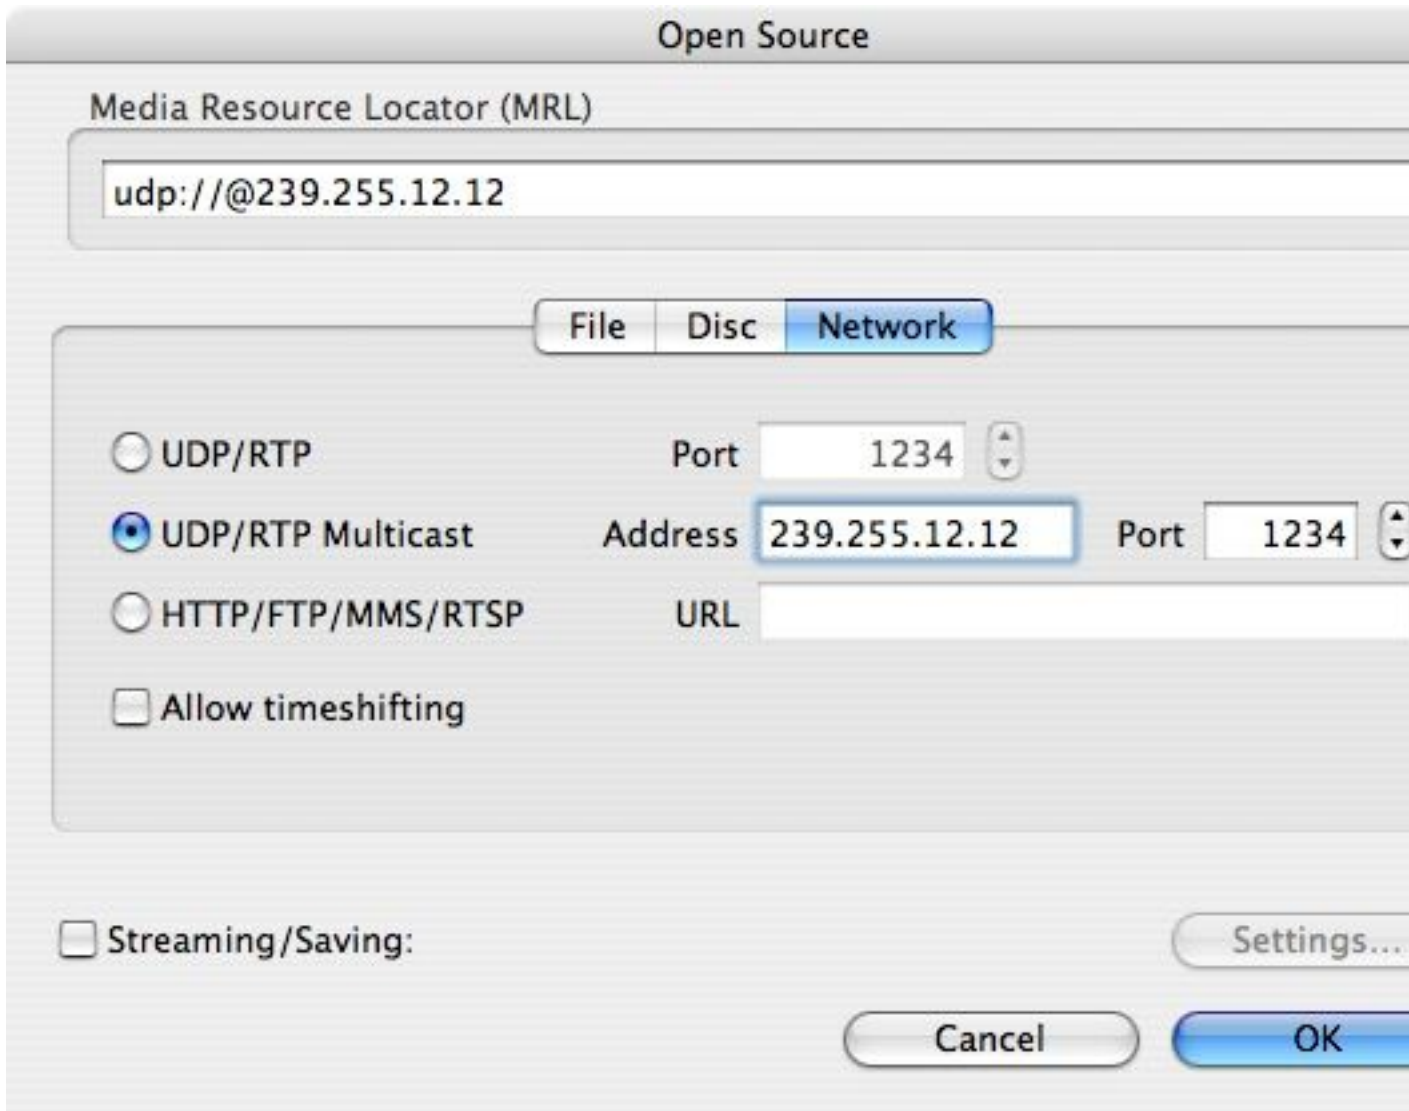 Open Source
Media Resource Locator (MRL)
udp://@239.255.12.12
File Disc Network
UDP/RTP Port 1234
UDP/RTP Multicast Address 239.255.12.12 Port 1234
HTTP/FTP/MMS/RTSP URL
Allow timeshifting
Streaming/Saving: Settings...
Cancel OK